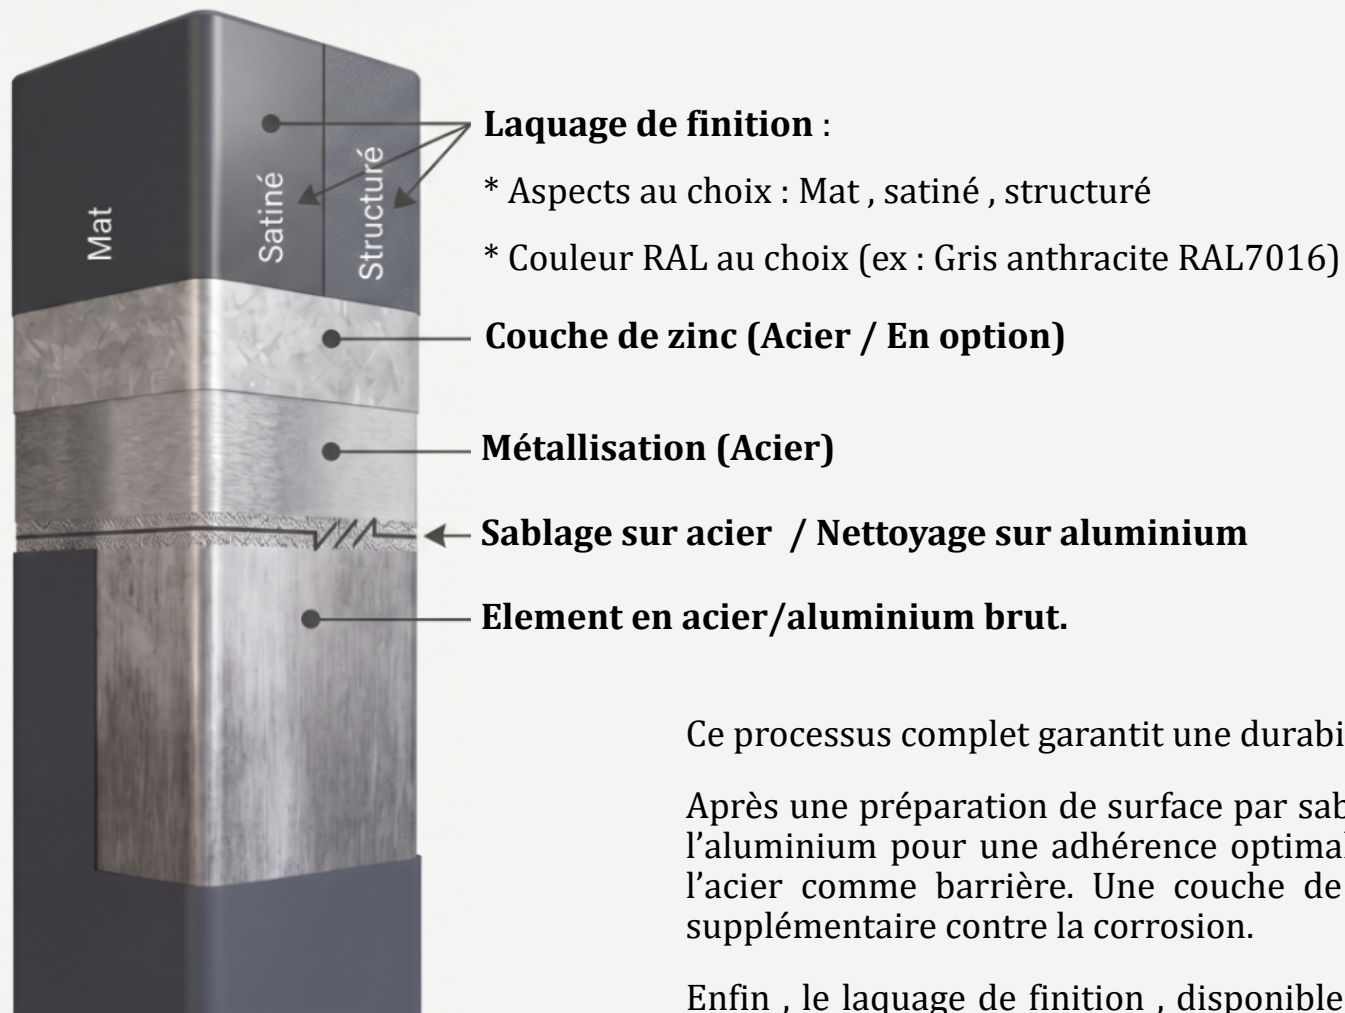 Mat
Satiné
Structuré
Laquage de finition :
* Aspects au choix : Mat , satiné , structuré
* Couleur RAL au choix (ex : Gris anthracite RAL7016)
Couche de zinc (Acier / En option)
Métallisation (Acier)
Sablage sur acier / Nettoyage sur aluminium
Element en acier/aluminium brut.
Ce processus complet garantit une durabi
Après une préparation de surface par sab
l’aluminium pour une adhérence optimal
l’acier comme barrière. Une couche de
supplémentaire contre la corrosion.
Enfin , le laquage de finition , disponible